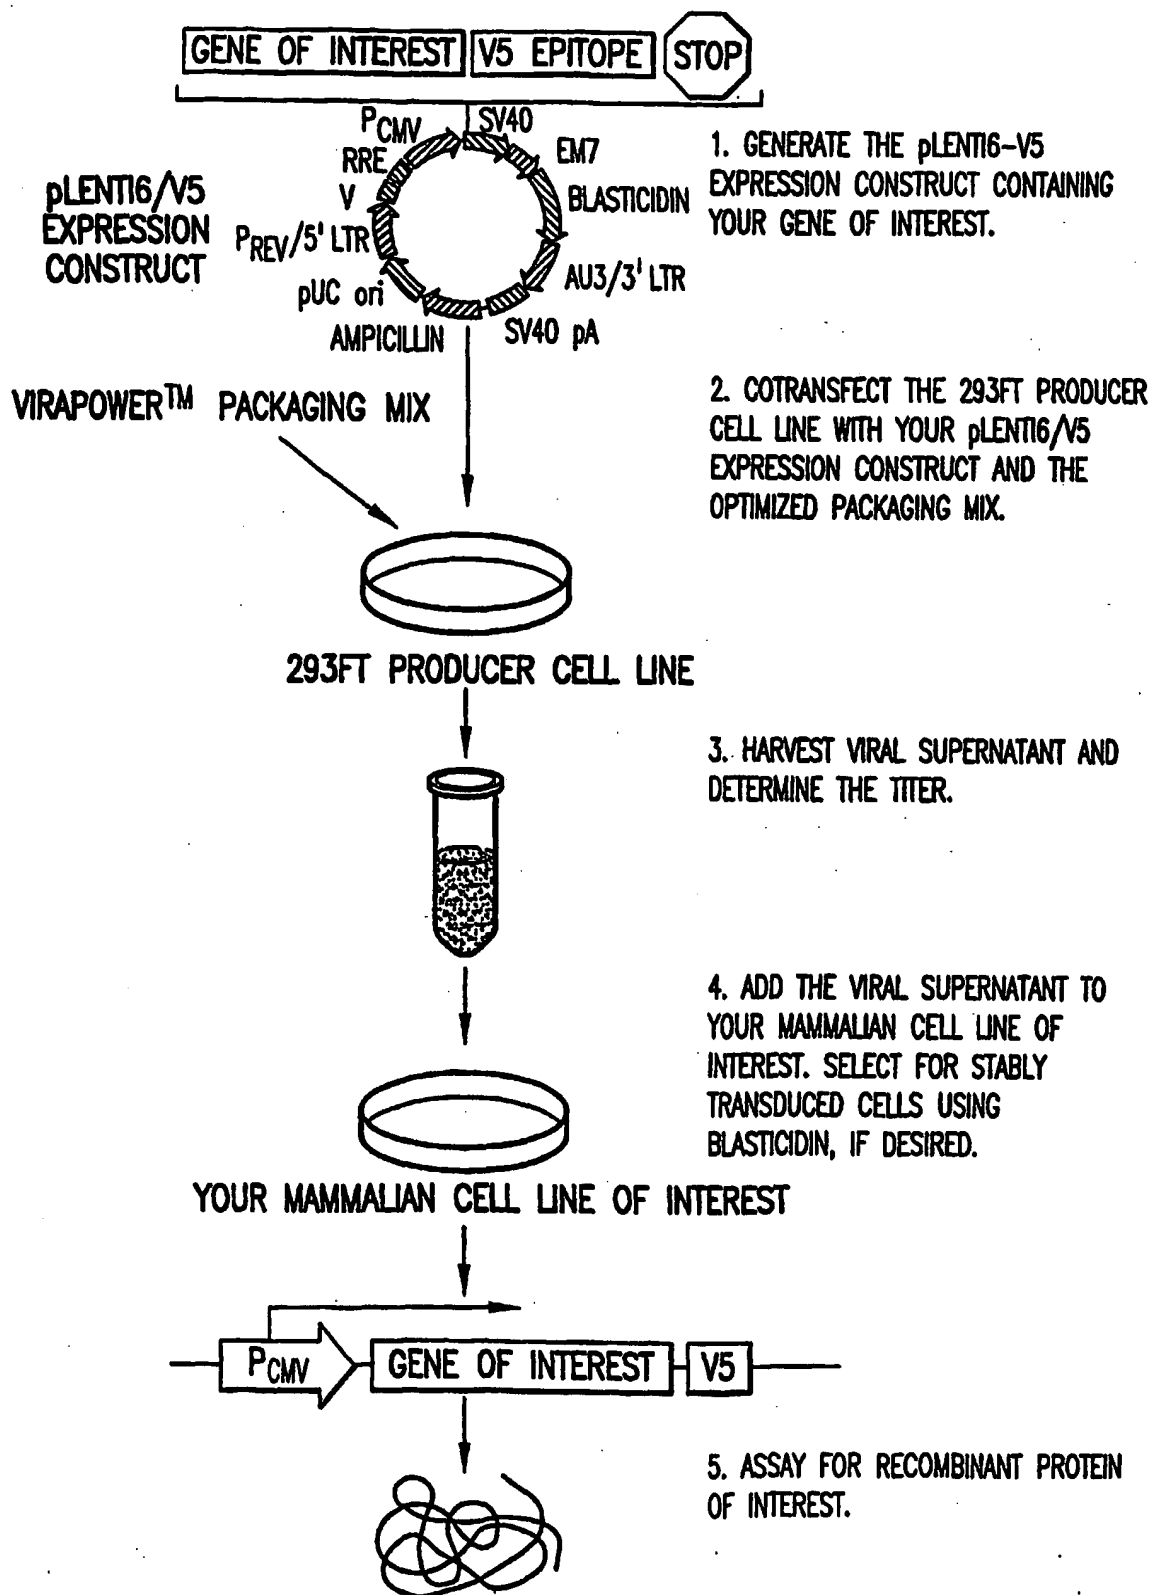 GENE OF INTEREST V5 EPITOPE STOP
PCMV
SV40
RRE
EM7
V
BLASTICIDIN
PREV/5' LTR
AU3/3' LTR
pUC ori
SV40 pA
AMPICILLIN
pLENTI6/V5
EXPRESSION
CONSTRUCT
1. GENERATE THE pLENTI6-V5
EXPRESSION CONSTRUCT CONTAINING
YOUR GENE OF INTEREST.
VIRAPOWER™ PACKAGING MIX
2. COTRANSFECT THE 293FT PRODUCER
CELL LINE WITH YOUR pLENTI6/V5
EXPRESSION CONSTRUCT AND THE
OPTIMIZED PACKAGING MIX.
293FT PRODUCER CELL LINE
3. HARVEST VIRAL SUPERNATANT AND
DETERMINE THE TITER.
4. ADD THE VIRAL SUPERNATANT TO
YOUR MAMMALIAN CELL LINE OF
INTEREST. SELECT FOR STABLY
TRANSDUCED CELLS USING
BLASTICIDIN, IF DESIRED.
YOUR MAMMALIAN CELL LINE OF INTEREST
PCMV GENE OF INTEREST V5
5. ASSAY FOR RECOMBINANT PROTEIN
OF INTEREST.